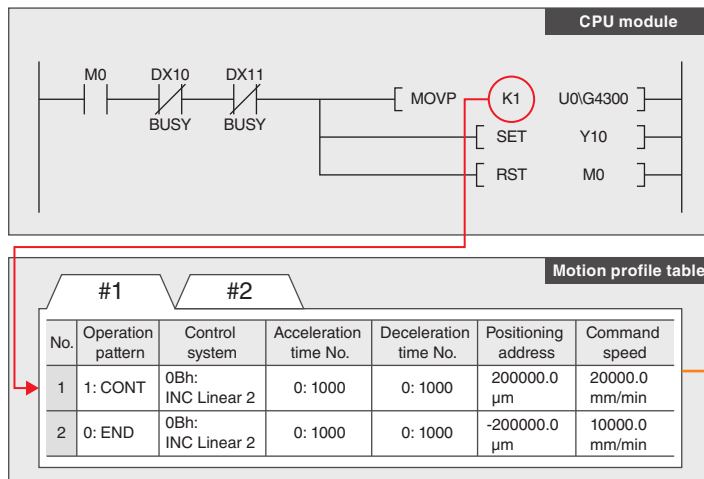 CPU module
M0 DX10 DX11
MOVP K1 U0\G4300
BUSY BUSY
SET Y10
RST M0
Motion profile table
#1 #2
No. Operation pattern Control system Acceleration time No. Deceleration time No. Positioning address Command speed
1 1: CONT 0Bh: INC Linear 2 0: 1000 0: 1000 200000.0 µm 20000.0 mm/min
2 0: END 0Bh: INC Linear 2 0: 1000 0: 1000 -200000.0 µm 10000.0 mm/min